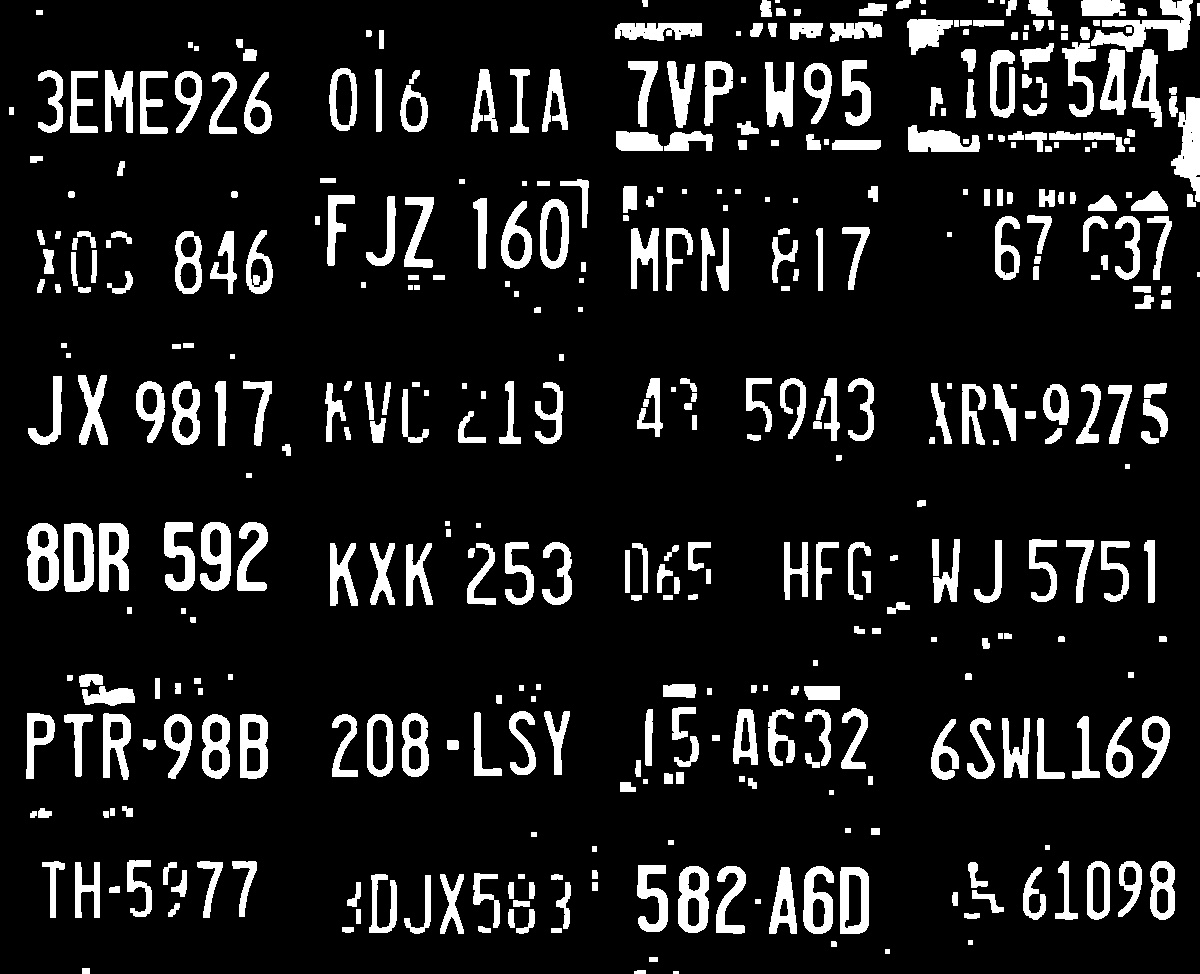 3EME926 016 AIA 7VP·W95 105 544
XOC 846 FJZ 160 MPN 817 67 C37
JX 9817 KVC 219 43 5943 XRN-9275
8DR 592 KXK 253 065 HFG WJ 5751
PTR-98B 208-LSY 15·A632 6SWL169
TH-5977 3DJX583 582·A6D 61098